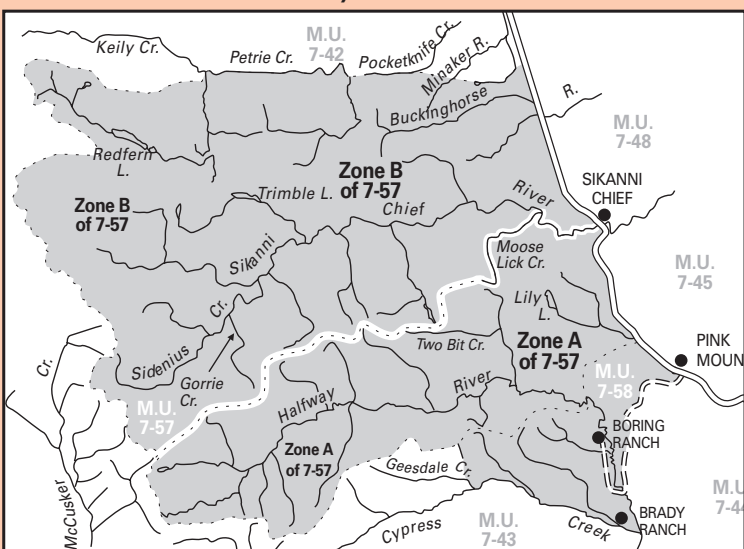 Keily Cr.
M.U.
7-42
Petrie Cr.
Pocketknife Cr.
Minaker R.
Buckinghorse
R.
M.U.
7-48
Redfern
L.
Zone B
of 7-57
Trimble L.
Zone B
of 7-57
Chief
River
SIKANNI
CHIEF
Sikanni
Moose
Lick Cr.
M.U.
7-45
Lily
L.
Cr.
Sidenius
Gorrie
Cr.
Two Bit Cr.
Zone A
of 7-57
PINK
MOUN
Cr.
M.U.
7-57
Halfway
River
M.U.
7-58
BORING
RANCH
Zone A
of 7-57
Geesdale Cr.
McCusker
Cypress
M.U.
7-43
Creek
BRADY
RANCH
M.U.
7-44